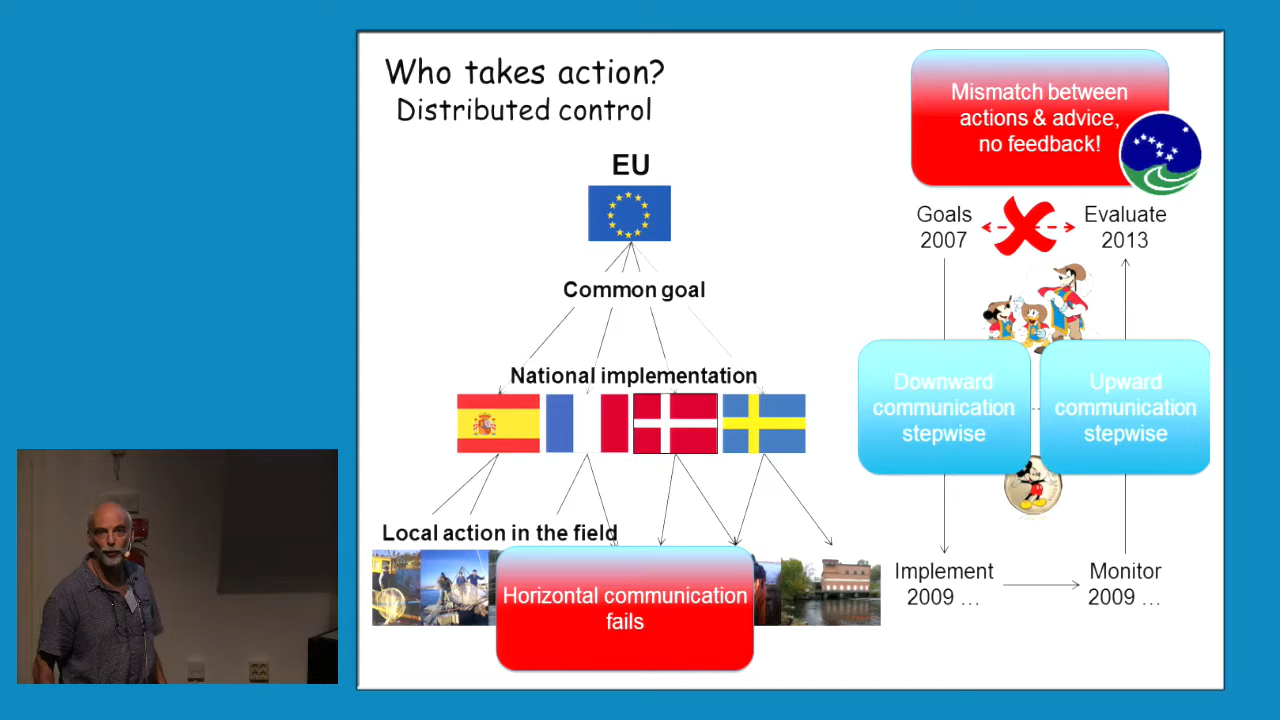 Who takes action?
Distributed control
EU
Common goal
National implementation
Local action in the field
Horizontal communication
fails
Mismatch between
actions & advice,
no feedback!
Goals
2007
Evaluate
2013
Downward
communication
stepwise
Upward
communication
stepwise
Implement
2009 ...
Monitor
2009 ...